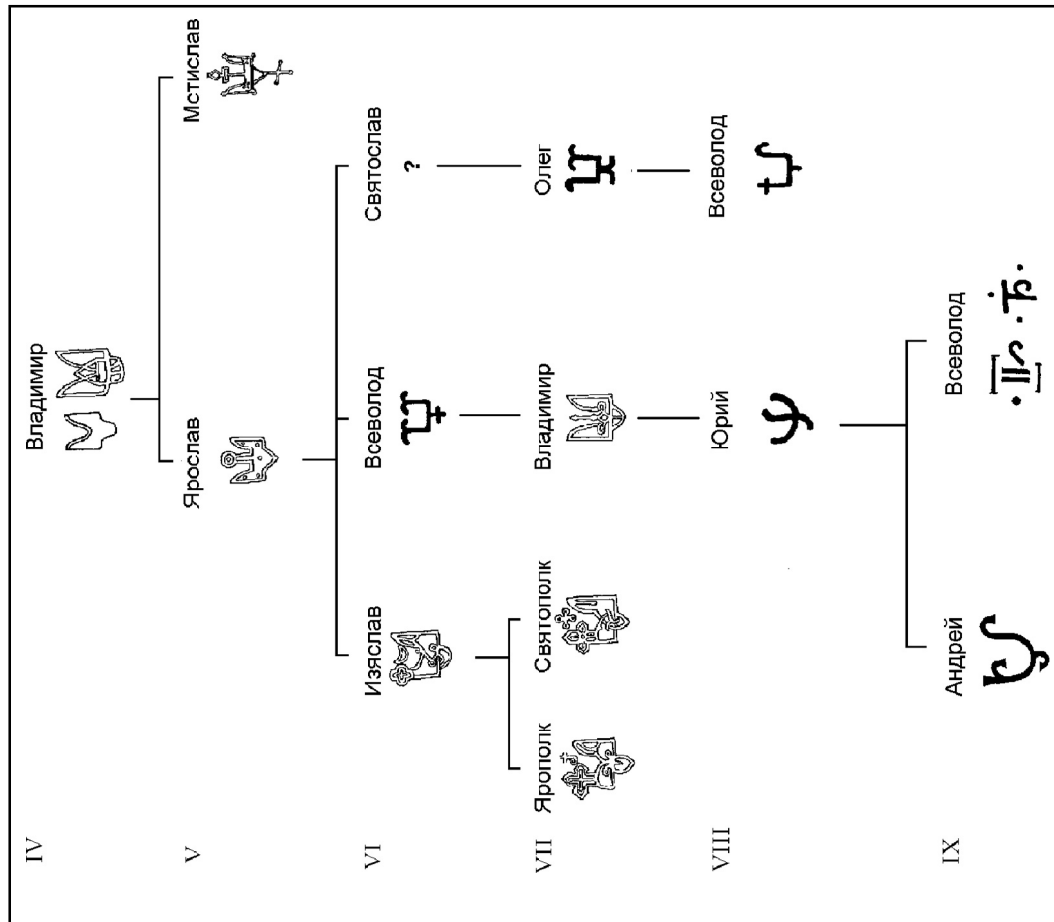 IV
Владимир
V
Ярослав
Мстислав
VI
Изяслав
Всеволод
Святослав
?
VII
Ярополк
Святополк
Владимир
Олег
VIII
Юрий
Всеволод
IX
Андрей
Всеволод